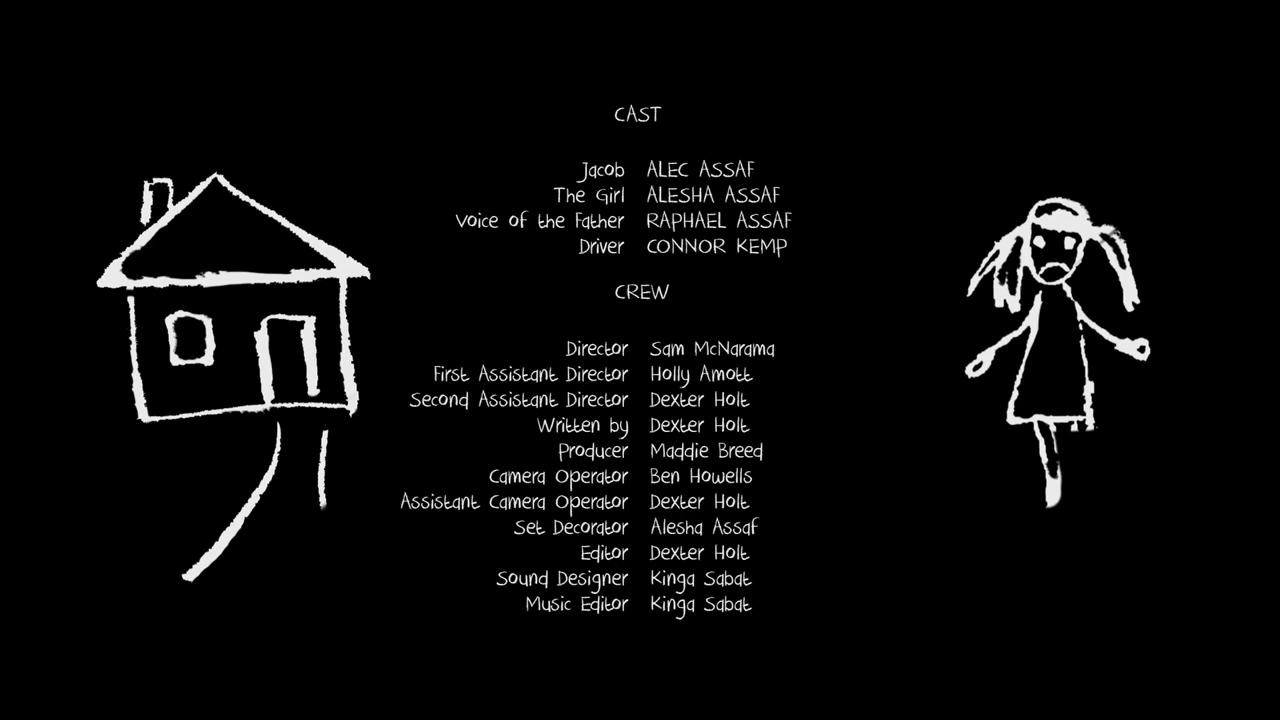 CAST
Jacob ALEC ASSAF
The Girl ALESHA ASSAF
Voice of the Father RAPHAEL ASSAF
Driver CONNOR KEMP
CREW
Director Sam McNarama
First Assistant Director Holly Amott
Second Assistant Director Dexter Holt
Written by Dexter Holt
Producer Maddie Breed
Camera Operator Ben Howells
Assistant Camera Operator Dexter Holt
Set Decorator Alesha Assaf
Editor Dexter Holt
Sound Designer Kinga Sabat
Music Editor Kinga Sabat